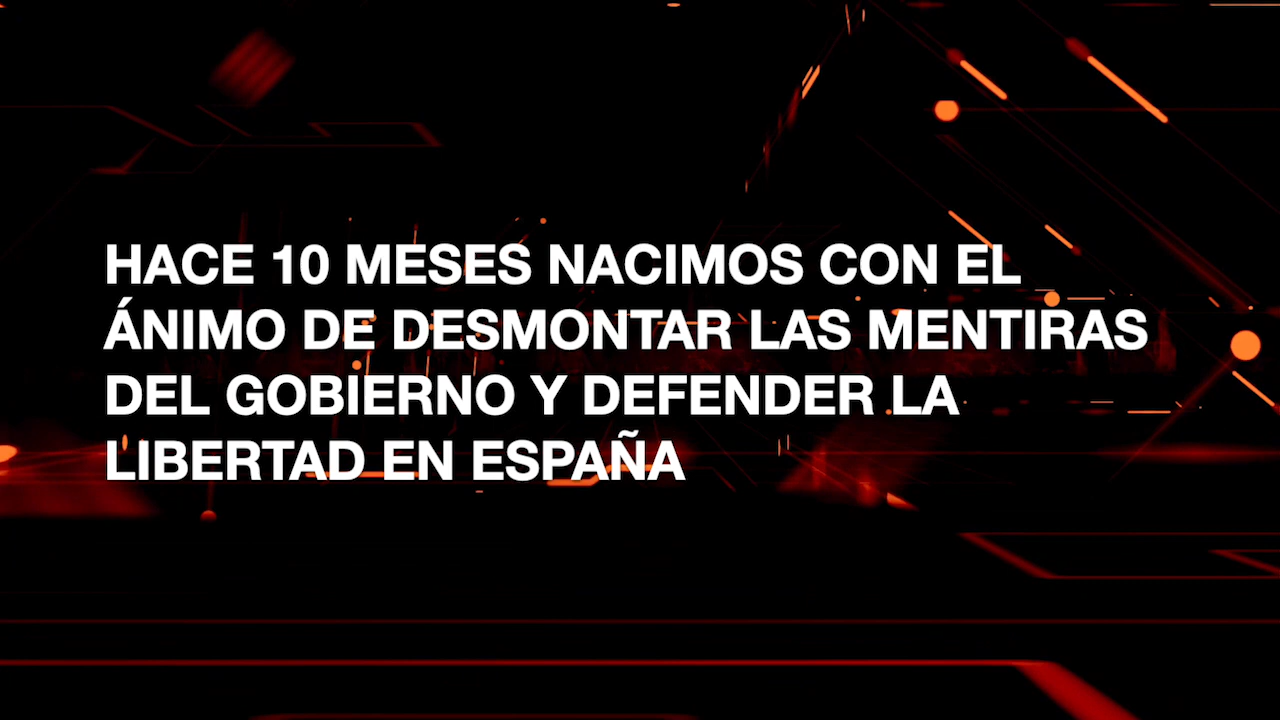 HACE 10 MESES NACIMOS CON EL
ÁNIMO DE DESMONTAR LAS MENTIRAS
DEL GOBIERNO Y DEFENDER LA
LIBERTAD EN ESPAÑA